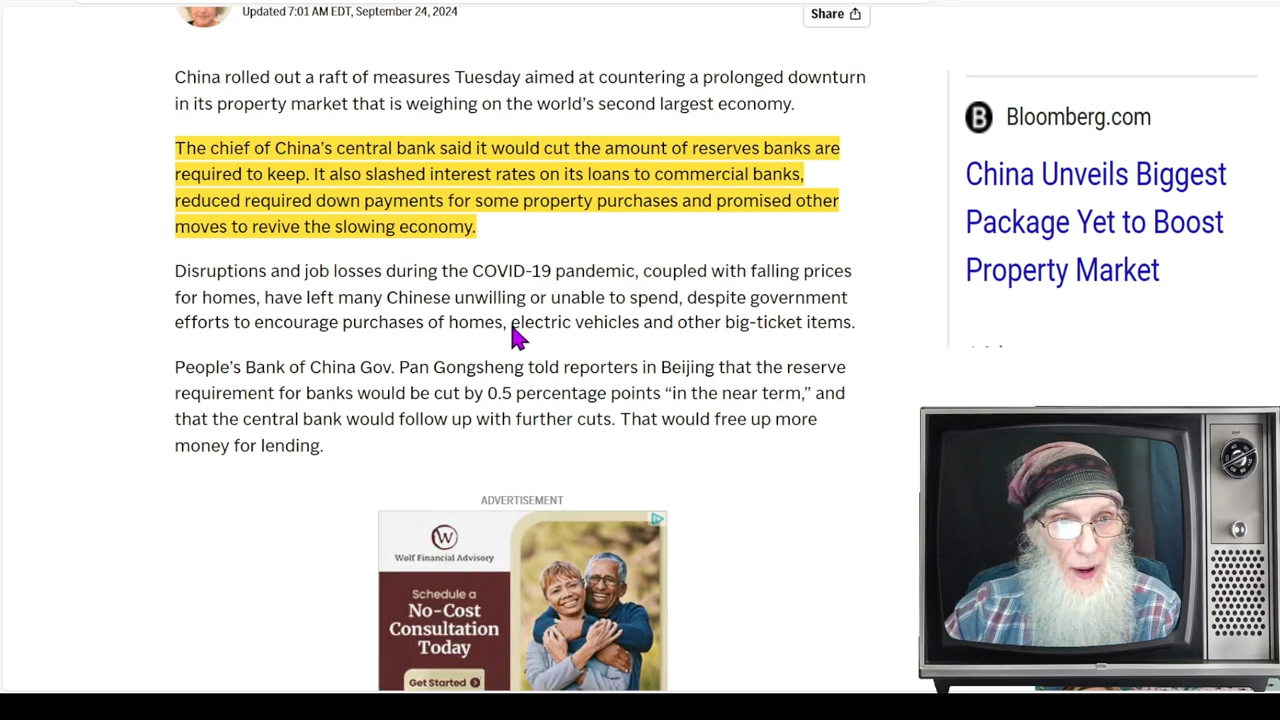 Updated 7:01 AM EDT, September 24, 2024
Share
China rolled out a raft of measures Tuesday aimed at countering a prolonged downturn
in its property market that is weighing on the world's second largest economy.
The chief of China's central bank said it would cut the amount of reserves banks are
required to keep. It also slashed interest rates on its loans to commercial banks,
reduced required down payments for some property purchases and promised other
moves to revive the slowing economy.
Disruptions and job losses during the COVID-19 pandemic, coupled with falling prices
for homes, have left many Chinese unwilling or unable to spend, despite government
efforts to encourage purchases of homes, electric vehicles and other big-ticket items.
People's Bank of China Gov. Pan Gongsheng told reporters in Beijing that the reserve
requirement for banks would be cut by 0.5 percentage points “in the near term,” and
that the central bank would follow up with further cuts. That would free up more
money for lending.
ADVERTISEMENT
W
Wolf Financial Advisory
Schedule a
No-Cost
Consultation
Today
Get Started
B
Bloomberg.com
China Unveils Biggest
Package Yet to Boost
Property Market